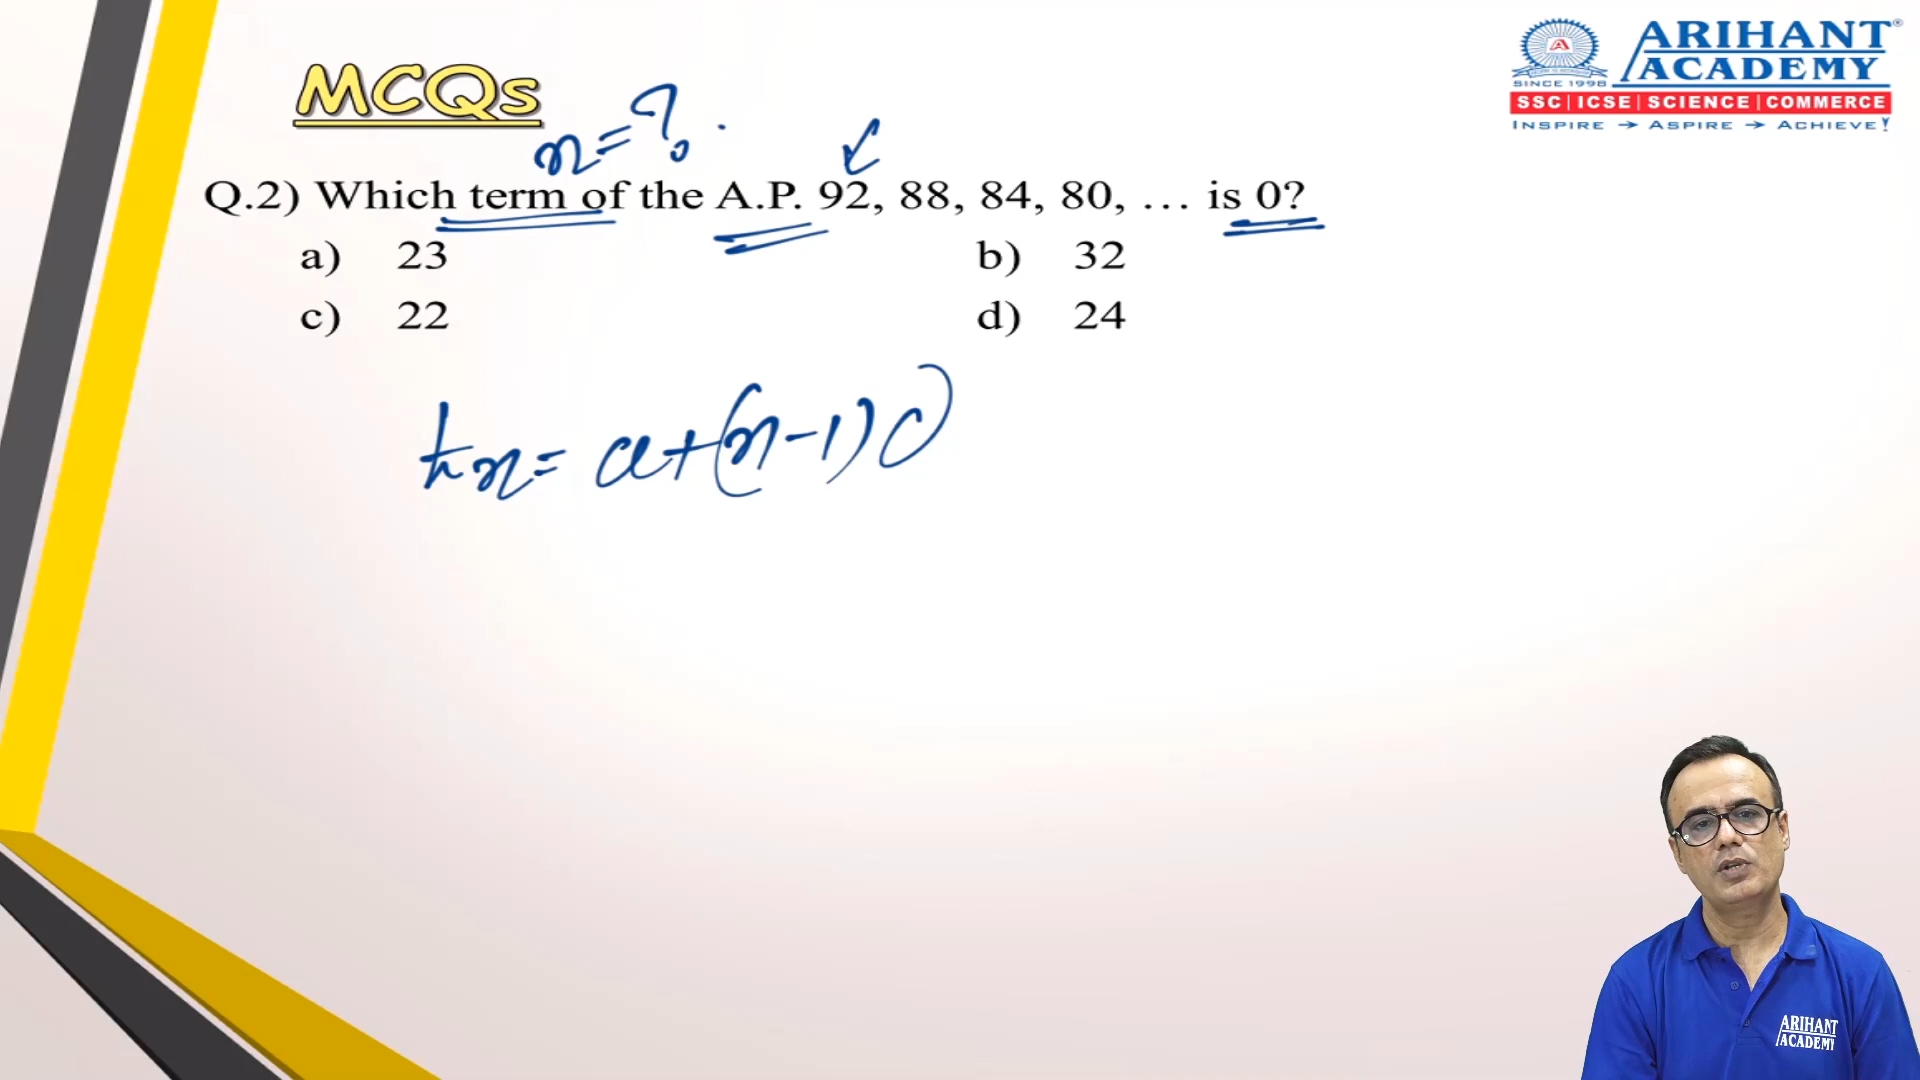 ARIHANT
ACADEMY
SINCE 1998
SSC | ICSE | SCIENCE | COMMERCE
INSPIRE → ASPIRE → ACHIEVE!
MCQs
n = ?
Q.2) Which term of the A.P. 92, 88, 84, 80, … is 0?
a) 23 b) 32
c) 22 d) 24
tn = a + (n - 1) d
ARIHANT
ACADEMY